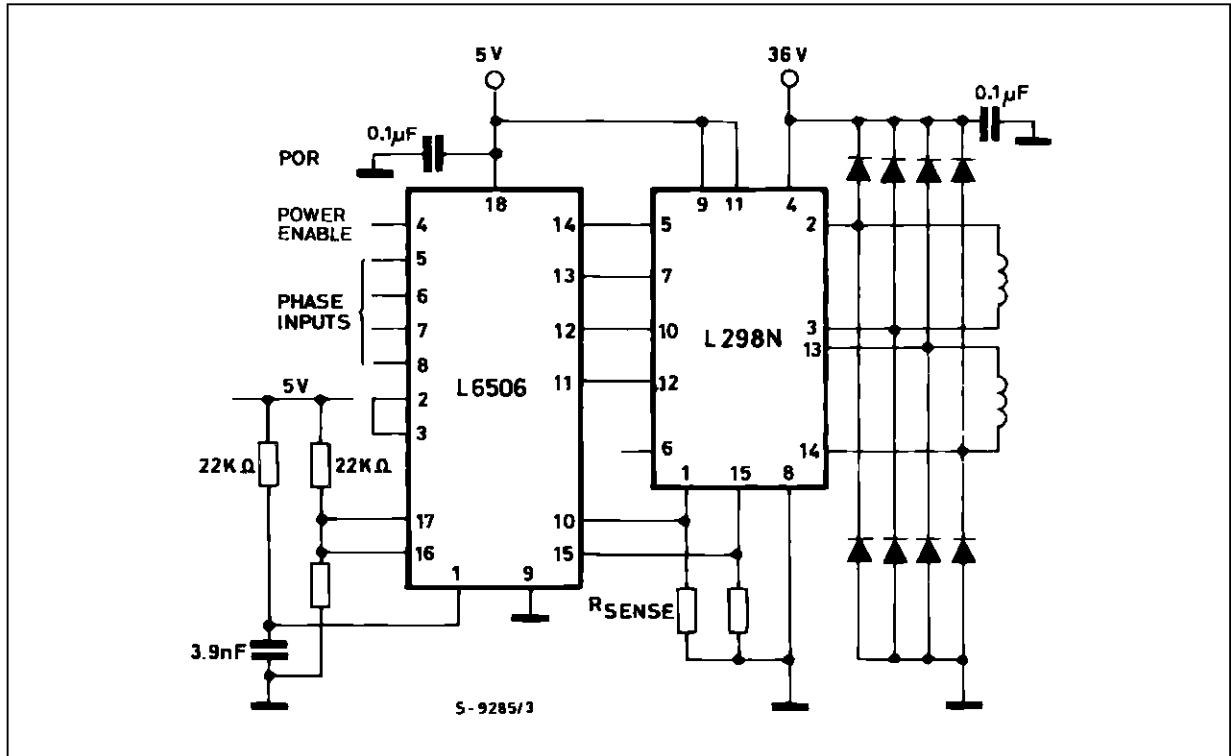 5V
36V
0.1µF
0.1µF
POR
18
9
11
4
POWER
ENABLE
4
14
5
2
5
PHASE
INPUTS
6
13
7
7
12
10
3
L298N
13
8
11
12
L6506
5V
2
3
6
14
22KΩ
22KΩ
1
15
8
17
10
16
15
1
9
RSENSE
3.9nF
S-9285/3